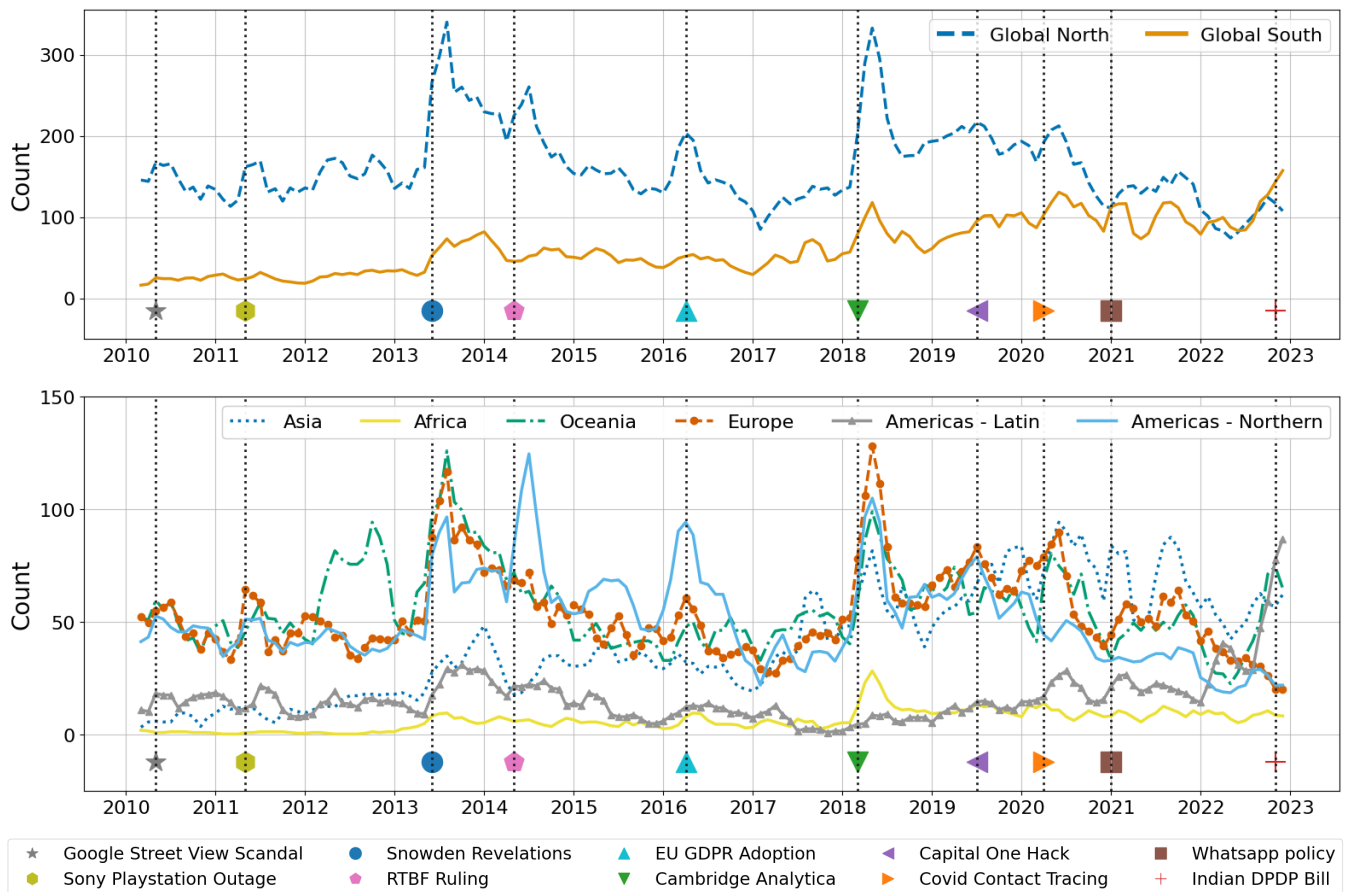 Global North Global South
300
200
100
0
Count
2010 2011 2012 2013 2014 2015 2016 2017 2018 2019 2020 2021 2022 2023
150
100
50
0
Count
Asia Africa Oceania Europe Americas - Latin Americas - Northern
2010 2011 2012 2013 2014 2015 2016 2017 2018 2019 2020 2021 2022 2023
Google Street View Scandal Snowden Revelations EU GDPR Adoption Capital One Hack Whatsapp policy
Sony Playstation Outage RTBF Ruling Cambridge Analytica Covid Contact Tracing Indian DPDP Bill